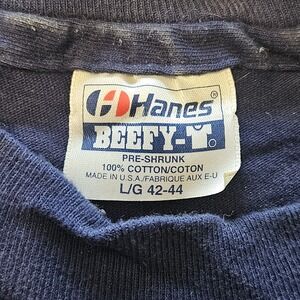 Hanes®
BEEFY-T®
PRE-SHRUNK
100% COTTON/COTON
MADE IN U.S.A./FABRIQUE AUX E-U
L/G 42-44